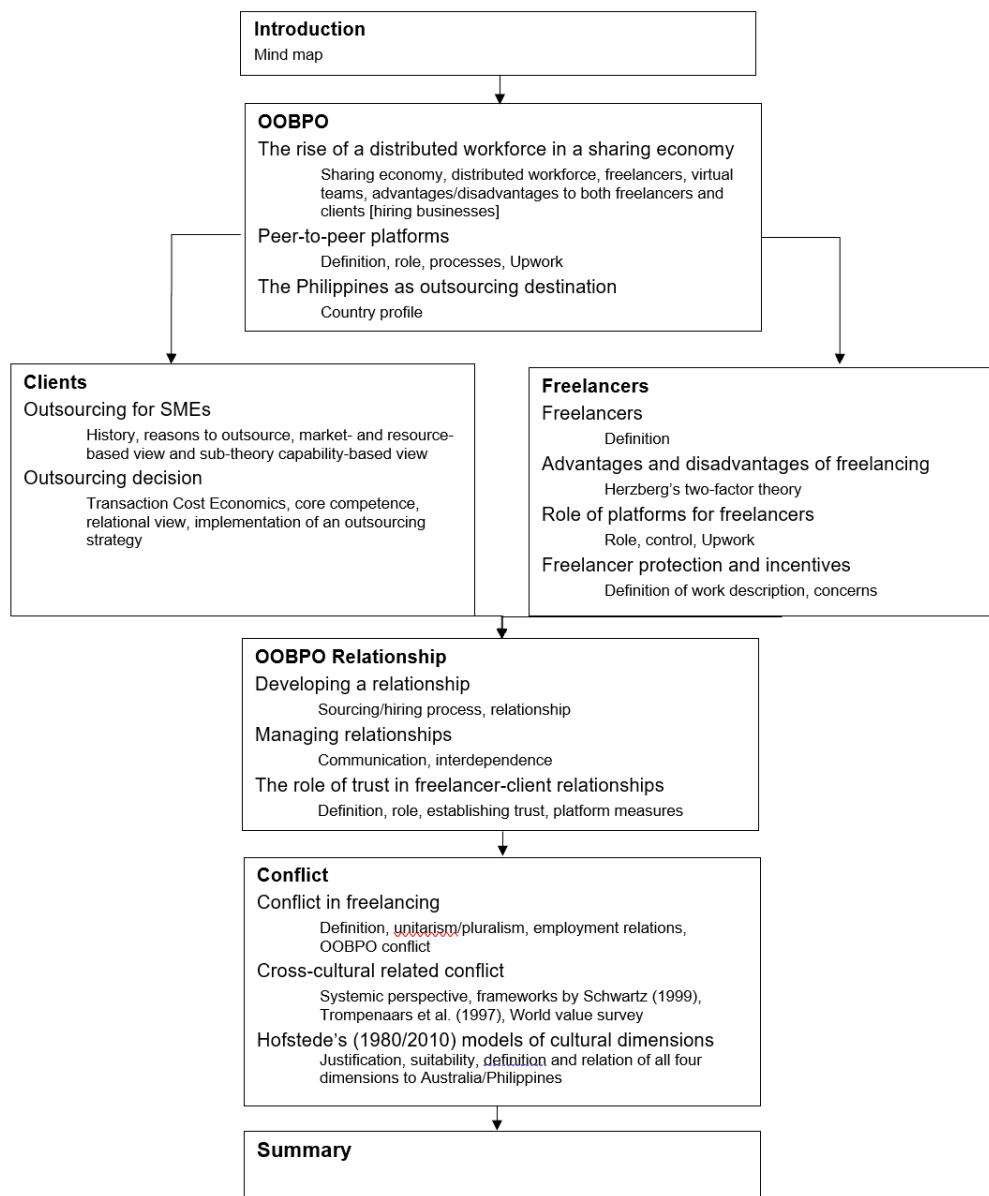 Introduction
Mind map
OOBPO
The rise of a distributed workforce in a sharing economy
Sharing economy, distributed workforce, freelancers, virtual
teams, advantages/disadvantages to both freelancers and
clients [hiring businesses]
Peer-to-peer platforms
Definition, role, processes, Upwork
The Philippines as outsourcing destination
Country profile
Clients
Outsourcing for SMEs
History, reasons to outsource, market- and resource-
based view and sub-theory capability-based view
Outsourcing decision
Transaction Cost Economics, core competence,
relational view, implementation of an outsourcing
strategy
Freelancers
Freelancers
Definition
Advantages and disadvantages of freelancing
Herzberg's two-factor theory
Role of platforms for freelancers
Role, control, Upwork
Freelancer protection and incentives
Definition of work description, concerns
OOBPO Relationship
Developing a relationship
Sourcing/hiring process, relationship
Managing relationships
Communication, interdependence
The role of trust in freelancer-client relationships
Definition, role, establishing trust, platform measures
Conflict
Conflict in freelancing
Definition, unitarism/pluralism, employment relations,
OOBPO conflict
Cross-cultural related conflict
Systemic perspective, frameworks by Schwartz (1999),
Trompenaars et al. (1997), World value survey
Hofstede's (1980/2010) models of cultural dimensions
Justification, suitability, definition and relation of all four
dimensions to Australia/Philippines
Summary